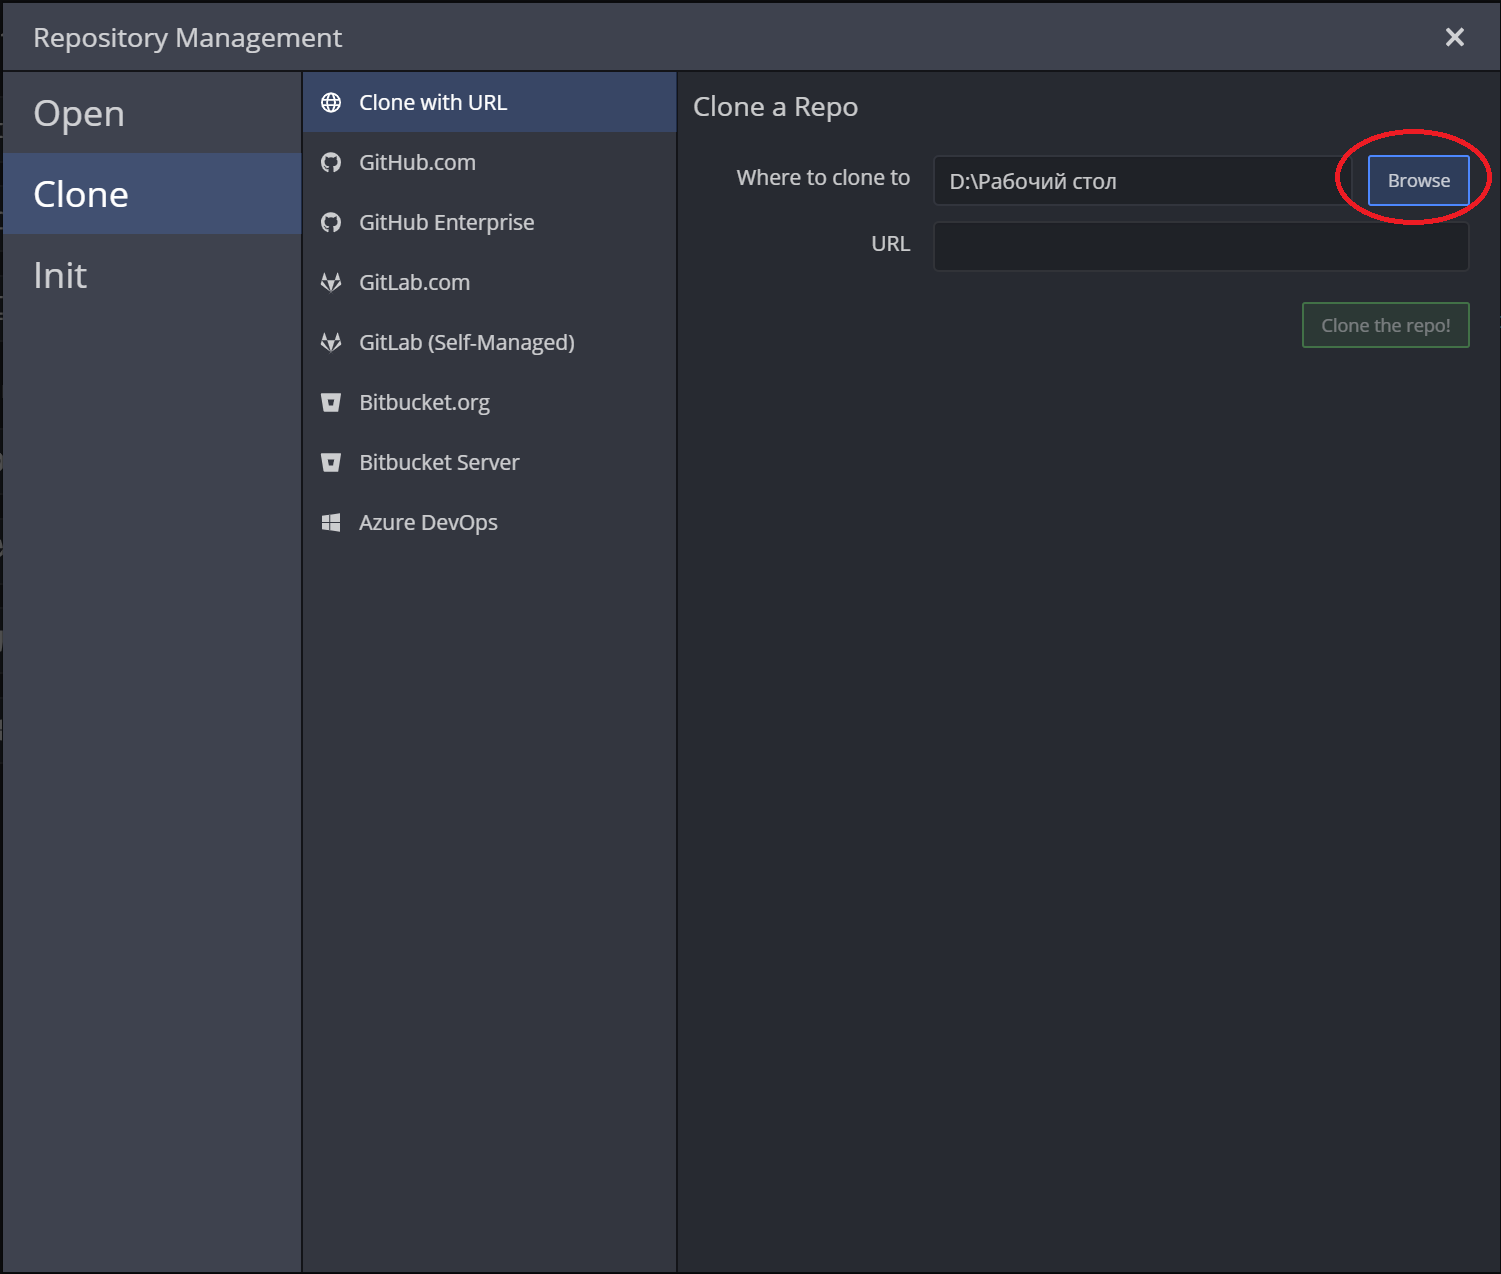 Repository Management
Open
Clone
Init
Clone with URL
GitHub.com
GitHub Enterprise
GitLab.com
GitLab (Self-Managed)
Bitbucket.org
Bitbucket Server
Azure DevOps
Clone a Repo
Where to clone to
D:\Рабочий стол
Browse
URL
Clone the repo!